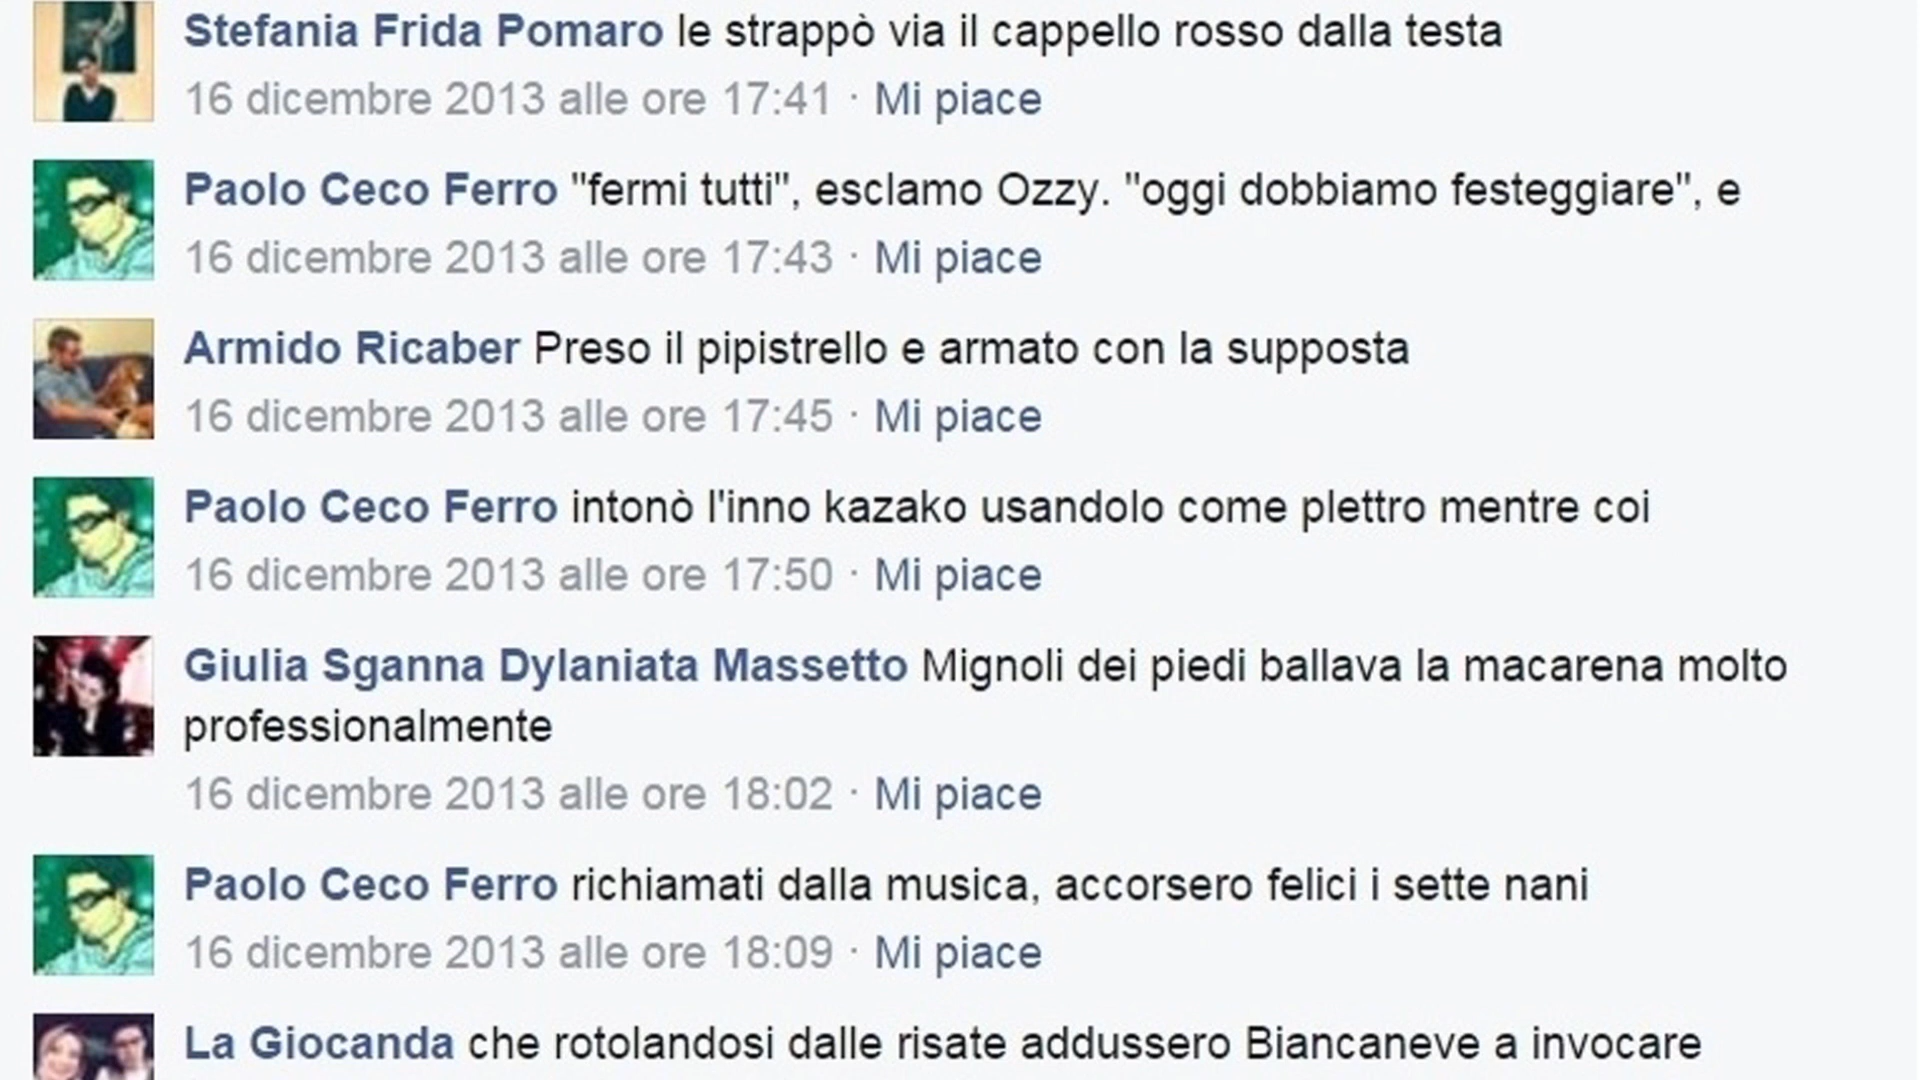 Stefania Frida Pomaro le strappò via il cappello rosso dalla testa
16 dicembre 2013 alle ore 17:41 · Mi piace
Paolo Ceco Ferro "fermi tutti", esclamo Ozzy. "oggi dobbiamo festeggiare", e
16 dicembre 2013 alle ore 17:43 · Mi piace
Armido Ricaber Preso il pipistrello e armato con la supposta
16 dicembre 2013 alle ore 17:45 · Mi piace
Paolo Ceco Ferro intonò l'inno kazako usandolo come plettro mentre coi
16 dicembre 2013 alle ore 17:50 · Mi piace
Giulia Sganna Dylaniata Massetto Mignoli dei piedi ballava la macarena molto
professionalmente
16 dicembre 2013 alle ore 18:02 · Mi piace
Paolo Ceco Ferro richiamati dalla musica, accorsero felici i sette nani
16 dicembre 2013 alle ore 18:09 · Mi piace
La Giocanda che rotolandosi dalle risate addussero Biancaneve a invocare